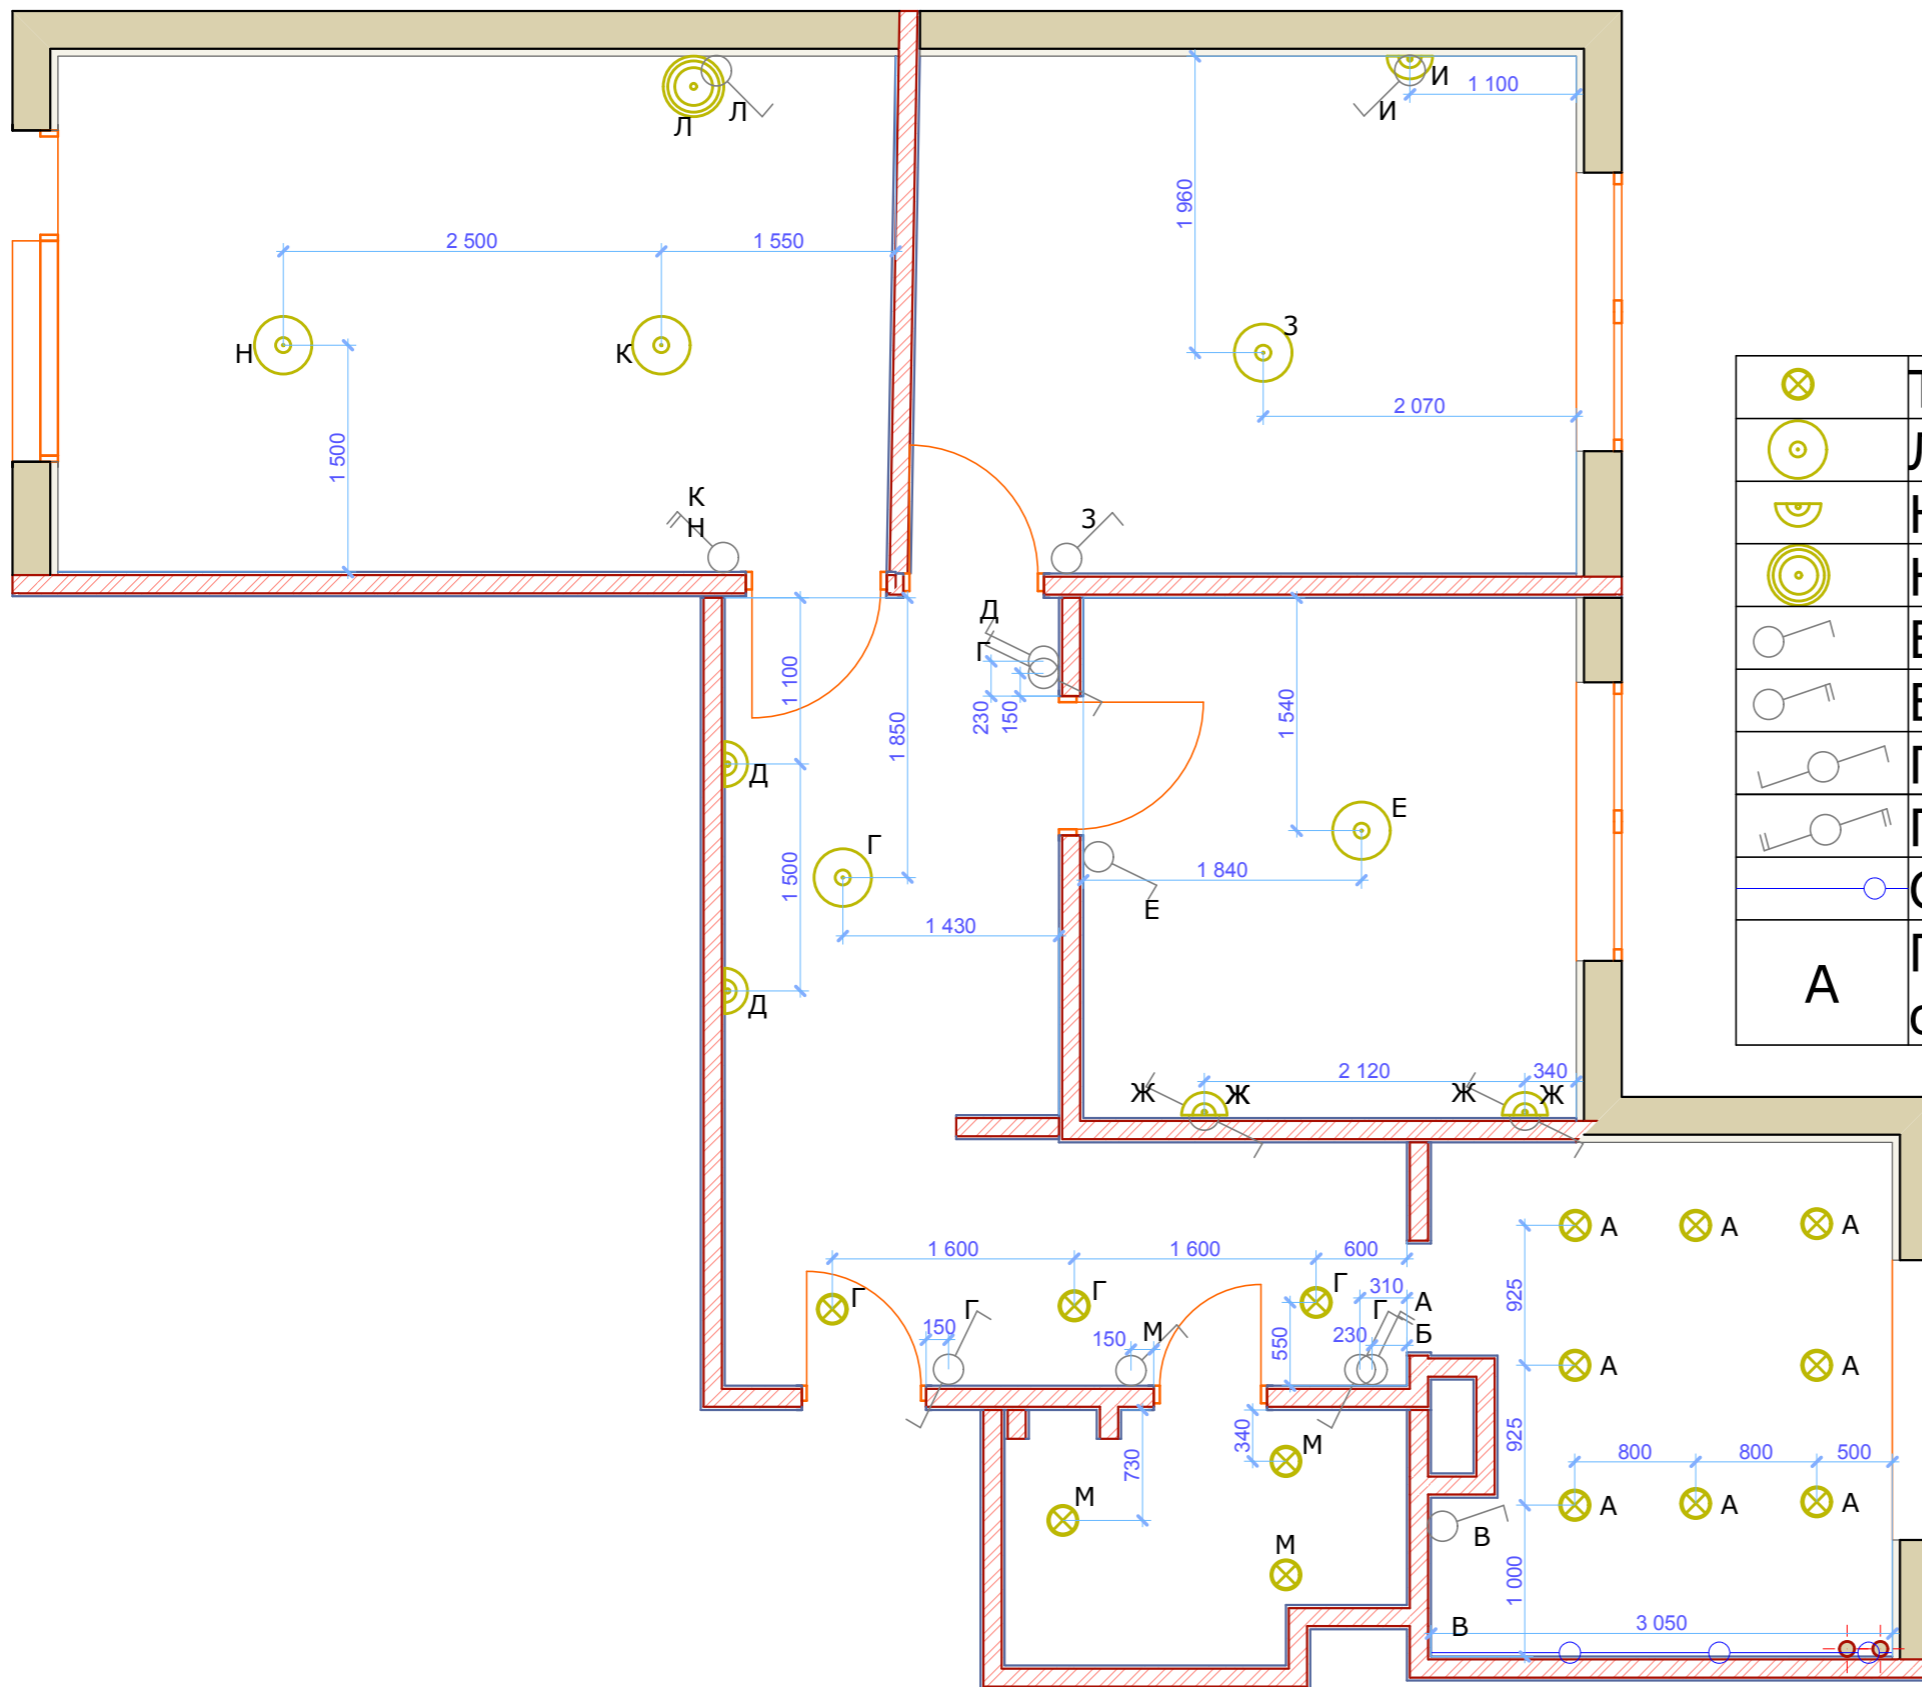 И
1 100
Л
Л
И
1 960
2 500
1 550
З
Н
К
2 070
1 500
К
Н
З
Д
Г
1 100
230
150
1 850
1 540
Д
Е
Г
1 500
1 840
Е
1 430
А
Д
2 120
340
Ж
Ж
Ж
Ж
А
А
А
1 600
1 600
600
925
310
Г
Г
Г
Г
Г
А
150
150
М
230
Б
550
А
А
925
340
М
800
800
500
730
М
А
А
А
В
М
1 000
В
3 050